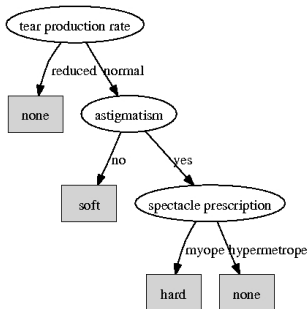 tear production rate
reduced normal
none
astigmatism
no
yes
soft
spectacle prescription
myope hypermetrope
hard
none